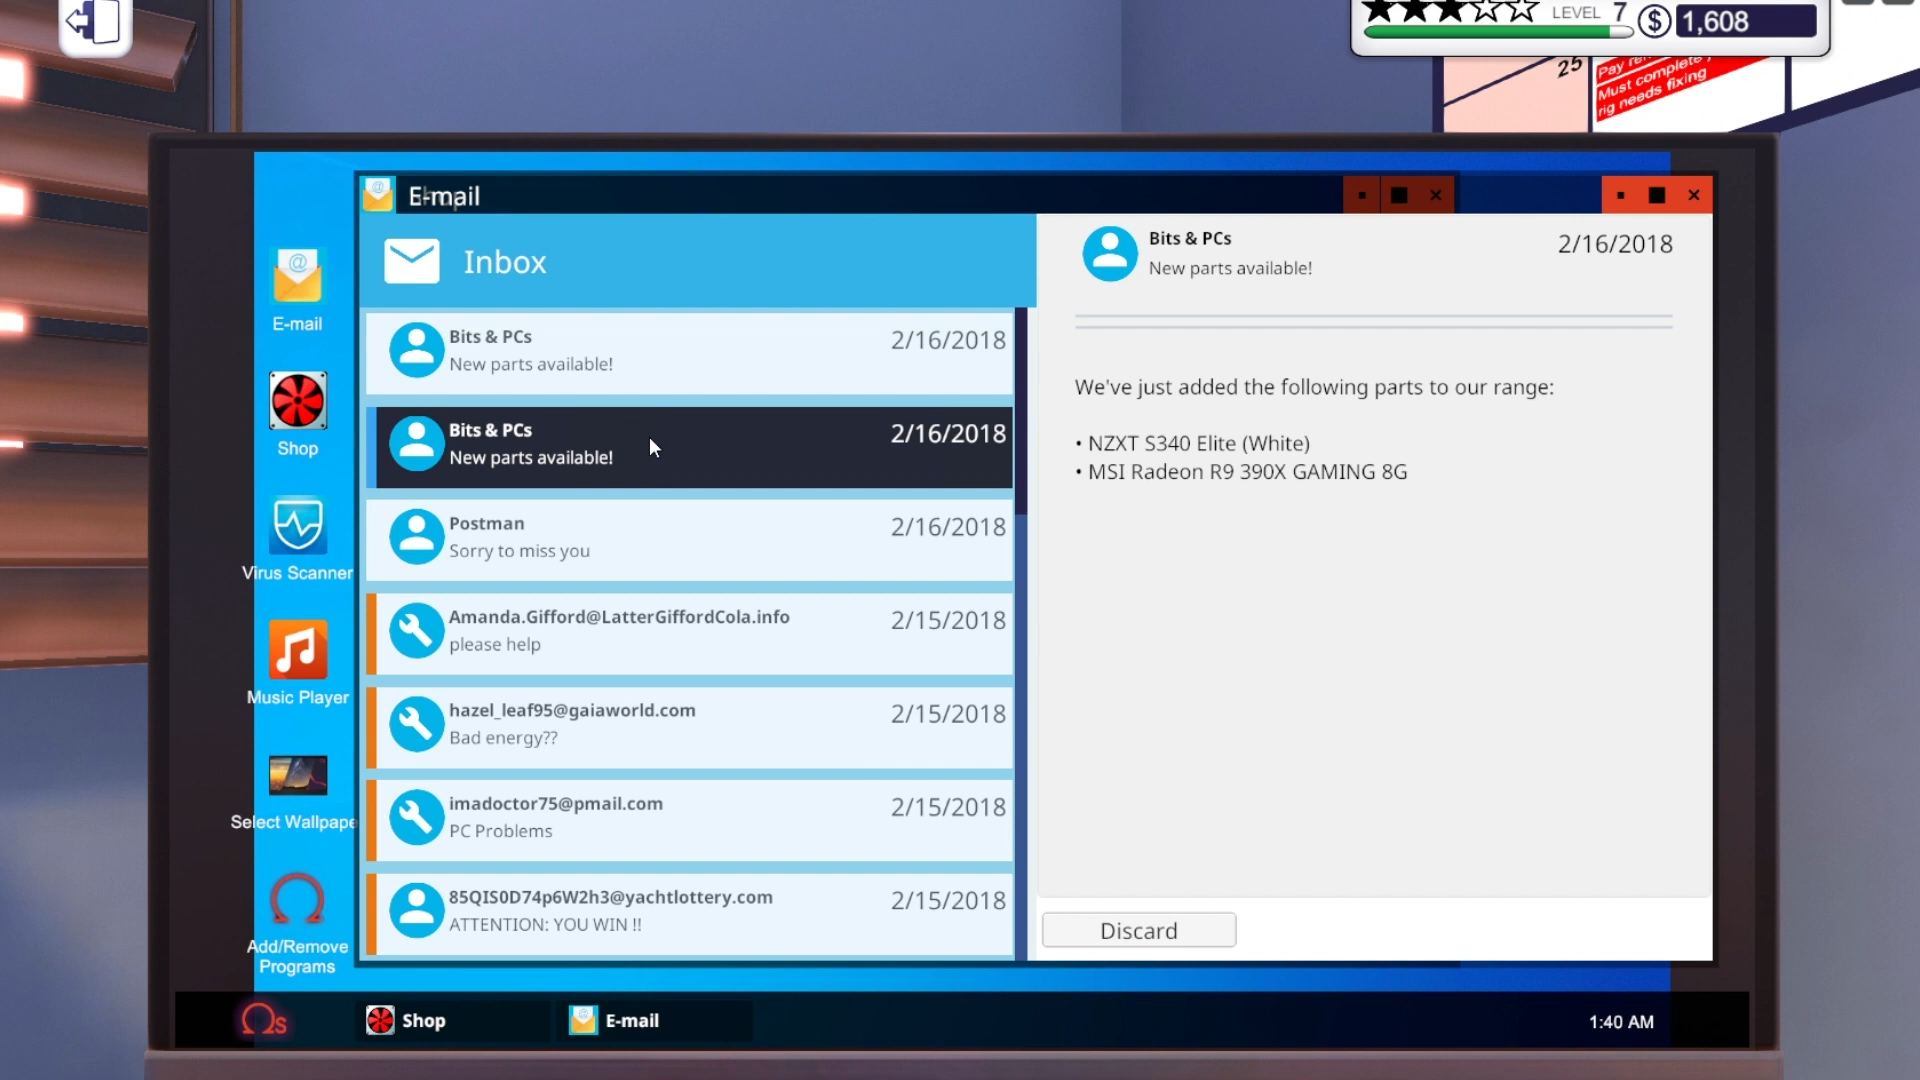 LEVEL 7
1,608
25
Must complete
rig needs fixing
E-mail
Inbox
Bits & PCs
2/16/2018
New parts available!
Bits & PCs
2/16/2018
New parts available!
Postman
2/16/2018
Sorry to miss you
Amanda.Gifford@LatterGiffordCola.info
2/15/2018
please help
hazel_leaf95@gaiaworld.com
2/15/2018
Bad energy??
imadoctor75@pmail.com
2/15/2018
PC Problems
85QIS0D74p6W2h3@yachtlottery.com
2/15/2018
ATTENTION: YOU WIN !!
Bits & PCs
2/16/2018
New parts available!
We've just added the following parts to our range:
• NZXT S340 Elite (White)
• MSI Radeon R9 390X GAMING 8G
Discard
E-mail
Shop
Virus Scanner
Music Player
Select Wallpape
Add/Remove
Programs
Ωs
Shop
E-mail
1:40 AM